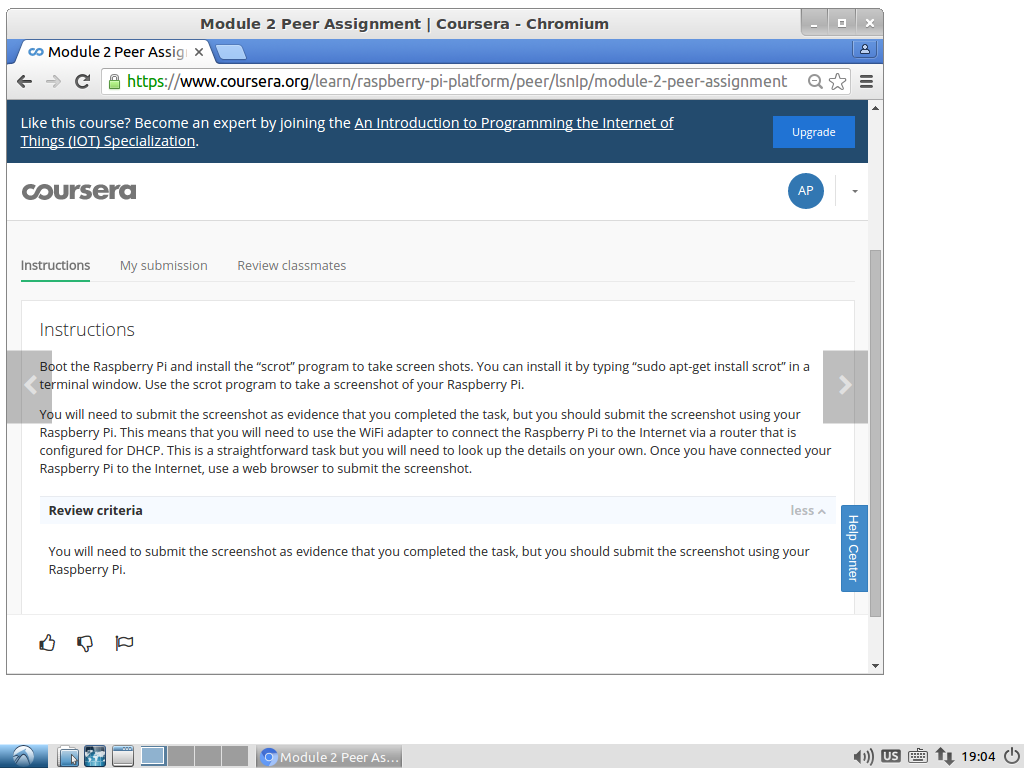 Module 2 Peer Assignment | Coursera - Chromium
Module 2 Peer Assig
https://www.coursera.org/learn/raspberry-pi-platform/peer/lsnIp/module-2-peer-assignment
Like this course? Become an expert by joining the An Introduction to Programming the Internet of
Things (IOT) Specialization.
Upgrade
coursera
AP
Instructions
My submission
Review classmates
Instructions
Boot the Raspberry Pi and install the “scrot” program to take screen shots. You can install it by typing “sudo apt-get install scrot” in a
terminal window. Use the scrot program to take a screenshot of your Raspberry Pi.
You will need to submit the screenshot as evidence that you completed the task, but you should submit the screenshot using your
Raspberry Pi. This means that you will need to use the WiFi adapter to connect the Raspberry Pi to the Internet via a router that is
configured for DHCP. This is a straightforward task but you will need to look up the details on your own. Once you have connected your
Raspberry Pi to the Internet, use a web browser to submit the screenshot.
Review criteria
less
You will need to submit the screenshot as evidence that you completed the task, but you should submit the screenshot using your
Raspberry Pi.
Help Center
Module 2 Peer As...
US
19:04